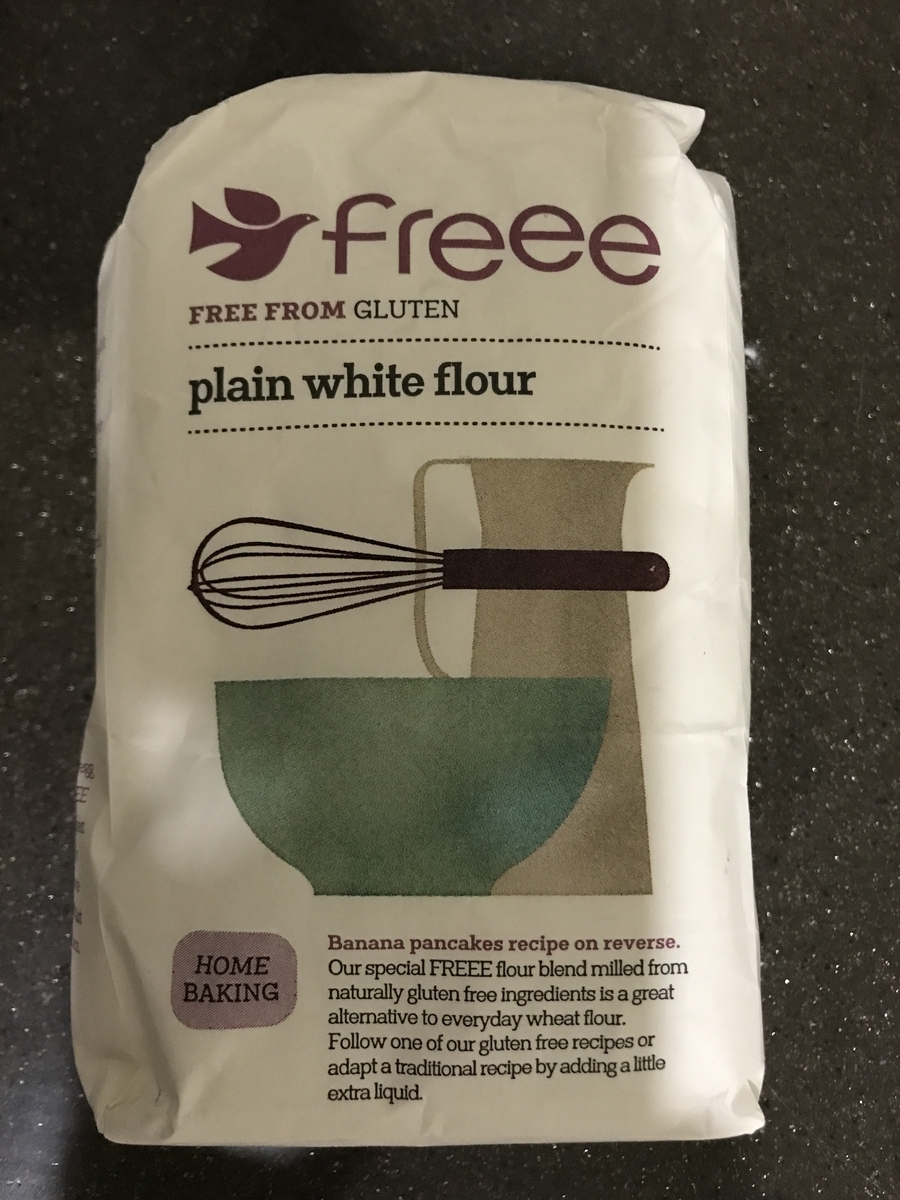 freee
FREE FROM GLUTEN
plain white flour
HOME
BAKING
Banana pancakes recipe on reverse.
Our special FREEE flour blend milled from
naturally gluten free ingredients is a great
alternative to everyday wheat flour.
Follow one of our gluten free recipes or
adapt a traditional recipe by adding a little
extra liquid.